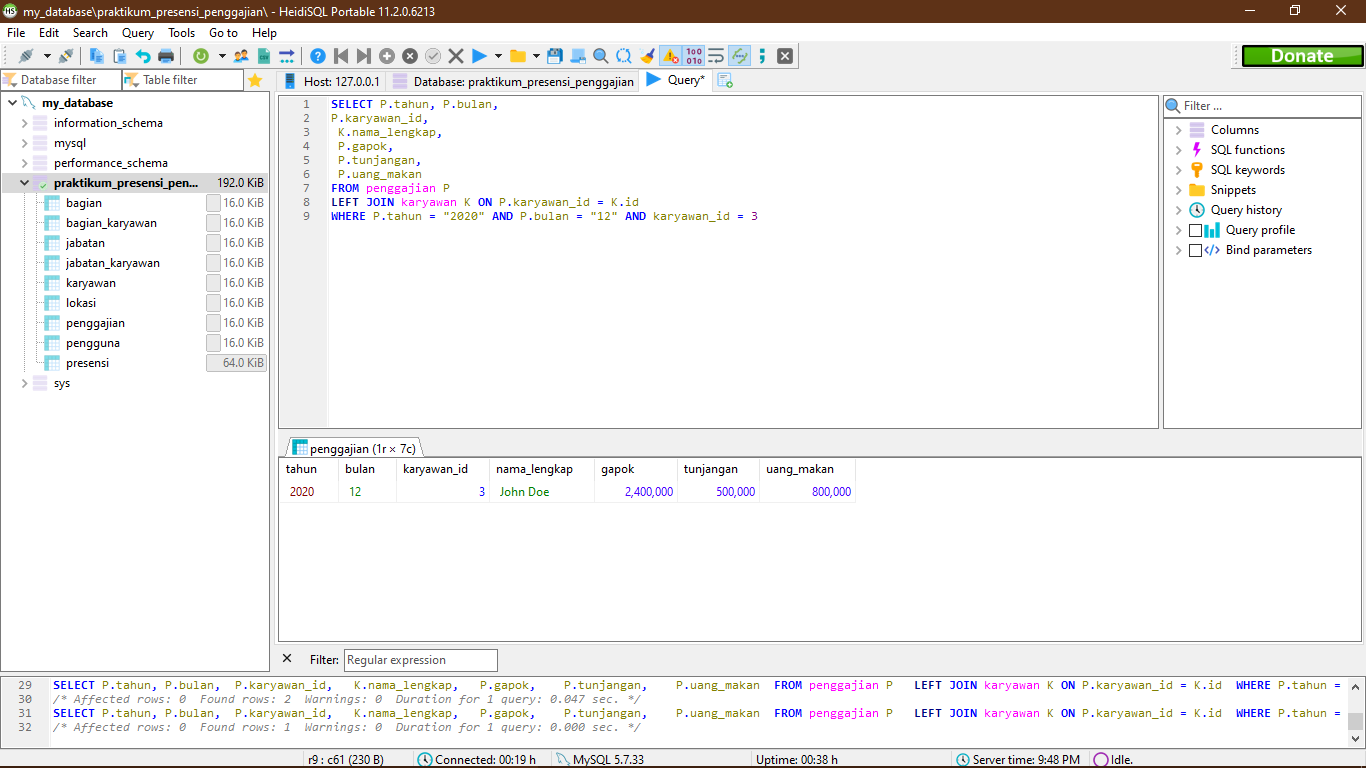 my_database\praktikum_presensi_penggajian\ - HeidiSQL Portable 11.2.0.6213
File Edit Search Query Tools Go to Help
Donate
Database filter Table filter
Host: 127.0.0.1 Database: praktikum_presensi_penggajian Query*
my_database
information_schema
mysql
performance_schema
praktikum_presensi_pen... 192.0 KiB
bagian 16.0 KiB
bagian_karyawan 16.0 KiB
jabatan 16.0 KiB
jabatan_karyawan 16.0 KiB
karyawan 16.0 KiB
lokasi 16.0 KiB
penggajian 16.0 KiB
pengguna 16.0 KiB
presensi 64.0 KiB
sys
1 SELECT P.tahun, P.bulan,
2 P.karyawan_id,
3 K.nama_lengkap,
4 P.gapok,
5 P.tunjangan,
6 P.uang_makan
7 FROM penggajian P
8 LEFT JOIN karyawan K ON P.karyawan_id = K.id
9 WHERE P.tahun = "2020" AND P.bulan = "12" AND karyawan_id = 3
Filter ...
Columns
SQL functions
SQL keywords
Snippets
Query history
Query profile
Bind parameters
penggajian (1r × 7c)
tahun bulan karyawan_id nama_lengkap gapok tunjangan uang_makan
2020 12 3 John Doe 2,400,000 500,000 800,000
Filter: Regular expression
29 SELECT P.tahun, P.bulan, P.karyawan_id, K.nama_lengkap, P.gapok, P.tunjangan, P.uang_makan FROM penggajian P LEFT JOIN karyawan K ON P.karyawan_id = K.id WHERE P.tahun =
30 /* Affected rows: 0 Found rows: 2 Warnings: 0 Duration for 1 query: 0.047 sec. */
31 SELECT P.tahun, P.bulan, P.karyawan_id, K.nama_lengkap, P.gapok, P.tunjangan, P.uang_makan FROM penggajian P LEFT JOIN karyawan K ON P.karyawan_id = K.id WHERE P.tahun =
32 /* Affected rows: 0 Found rows: 1 Warnings: 0 Duration for 1 query: 0.000 sec. */
r9 : c61 (230 B) Connected: 00:19 h MySQL 5.7.33 Uptime: 00:38 h Server time: 9:48 PM Idle.